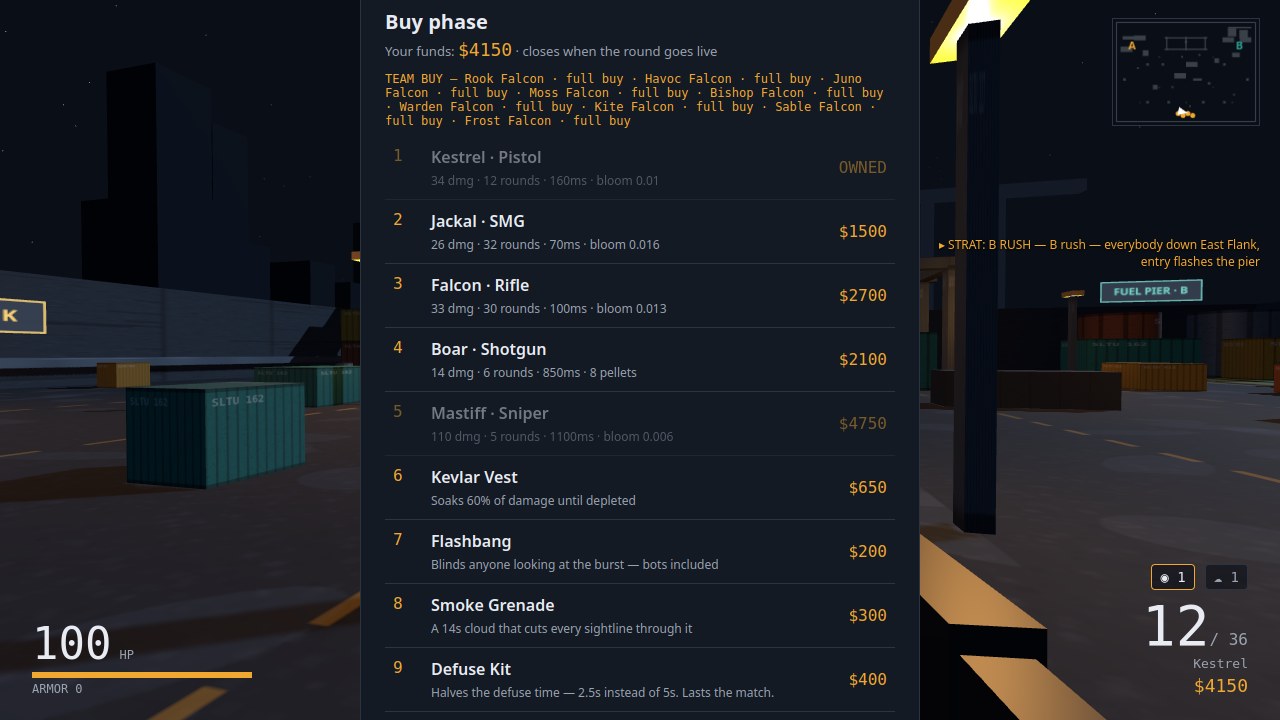 Buy phase
Your funds: $4150 · closes when the round goes live
TEAM BUY — Rook Falcon · full buy · Havoc Falcon · full buy · Juno
Falcon · full buy · Moss Falcon · full buy · Bishop Falcon · full buy
· Warden Falcon · full buy · Kite Falcon · full buy · Sable Falcon ·
full buy · Frost Falcon · full buy
1 Kestrel · Pistol OWNED
34 dmg · 12 rounds · 160ms · bloom 0.01
2 Jackal · SMG $1500
26 dmg · 32 rounds · 70ms · bloom 0.016
3 Falcon · Rifle $2700
33 dmg · 30 rounds · 100ms · bloom 0.013
4 Boar · Shotgun $2100
14 dmg · 6 rounds · 850ms · 8 pellets
5 Mastiff · Sniper $4750
110 dmg · 5 rounds · 1100ms · bloom 0.006
6 Kevlar Vest $650
Soaks 60% of damage until depleted
7 Flashbang $200
Blinds anyone looking at the burst — bots included
8 Smoke Grenade $300
A 14s cloud that cuts every sightline through it
9 Defuse Kit $400
Halves the defuse time — 2.5s instead of 5s. Lasts the match.
A B
▸ STRAT: B RUSH — B rush — everybody down East Flank,
entry flashes the pier
FUEL PIER · B
K
SLTU 162 SLTU 162
SLTU 162
100 HP
ARMOR 0
◉ 1 ☁ 1
12 / 36
Kestrel
$4150